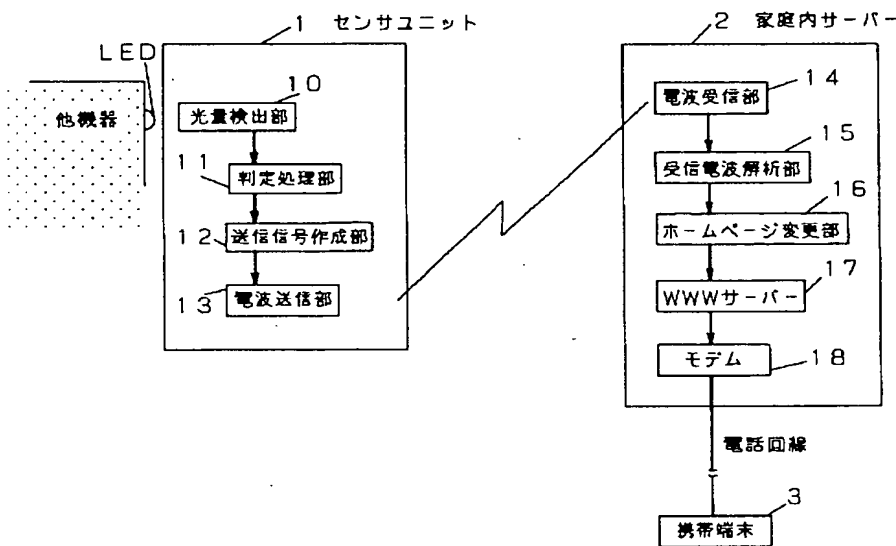 1 センサユニット
LED
他機器
10
光量検出部
11
判定処理部
12
送信信号作成部
13
電波送信部
2 家庭内サーバー
14
電波受信部
15
受信電波解析部
16
ホームページ変更部
17
WWWサーバー
モデム
18
電話回線
3
携帯端末